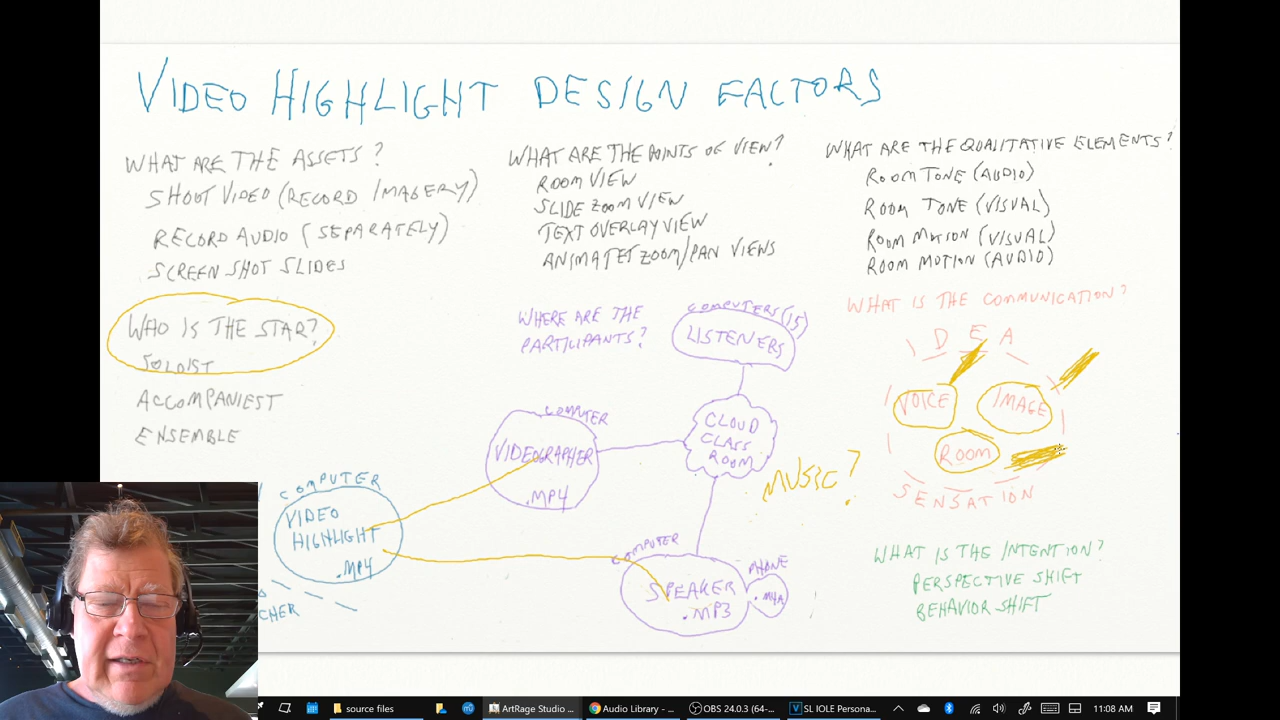 VIDEO HIGHLIGHT DESIGN FACTORS
WHAT ARE THE ASSETS?
SHOOT VIDEO (RECORD IMAGERY)
RECORD AUDIO (SEPARATELY)
SCREEN SHOT SLIDES
WHO IS THE STAR?
SOLOIST
ACCOMPANIEST
ENSEMBLE
WHAT ARE THE POINTS OF VIEW?
ROOM VIEW
SLIDE ZOOM VIEW
TEXT OVERLAY VIEW
ANIMATET ZOOM/PAN VIEWS
WHERE ARE THE
PARTICIPANTS?
COMPUTERS (15)
LISTENERS
CLOUD
CLASS
ROOM
COMPUTER
VIDEOGRAPHER
.MP4
COMPUTER
VIDEO
HIGHLIGHT
.MP4
CHER
COMPUTER
SPEAKER
.MP3
PHONE
.M4A
MUSIC?
WHAT ARE THE QUALITATIVE ELEMENTS?
ROOM TONE (AUDIO)
ROOM TONE (VISUAL)
ROOM MOTION (VISUAL)
ROOM MOTION (AUDIO)
WHAT IS THE COMMUNICATION?
I D E A
VOICE
IMAGE
ROOM
SENSATION
WHAT IS THE INTENTION?
PERSPECTIVE SHIFT
BEHAVIOR SHIFT
source files
ArtRage Studio ...
Audio Library - ...
OBS 24.0.3 (64-...
SL IOLE Persona...
11:08 AM